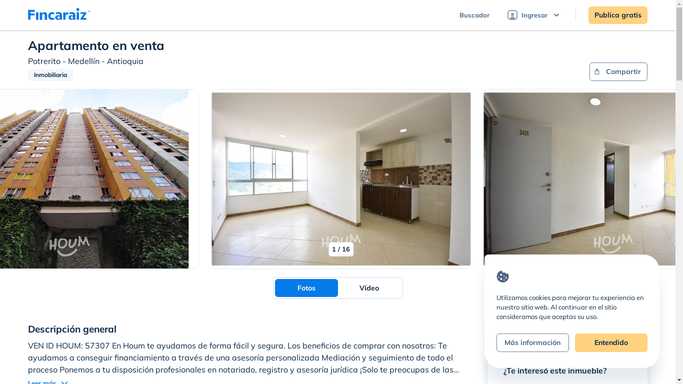 Fincaraiz
Buscador
Ingresar
Publica gratis
Apartamento en venta
Potrerito - Medellín - Antioquia
Inmobiliaria
Compartir
HOUM
HOUM
1 / 16
HOUM
Fotos
Video
Descripción general
VEN ID HOUM: 57307 En Houm te ayudamos de forma fácil y segura. Los beneficios de comprar con nosotros: Te
ayudamos a conseguir financiamiento a través de una asesoría personalizada Mediación y seguimiento de todo el
proceso Ponemos a tu disposición profesionales en notariado, registro y asesoría jurídica ¡Solo te preocupas de las...
Leer más
Utilizamos cookies para mejorar tu experiencia en
nuestro sitio web. Al continuar en el sitio
consideramos que aceptas su uso.
Más información
Entendido
¿Te interesó este inmueble?